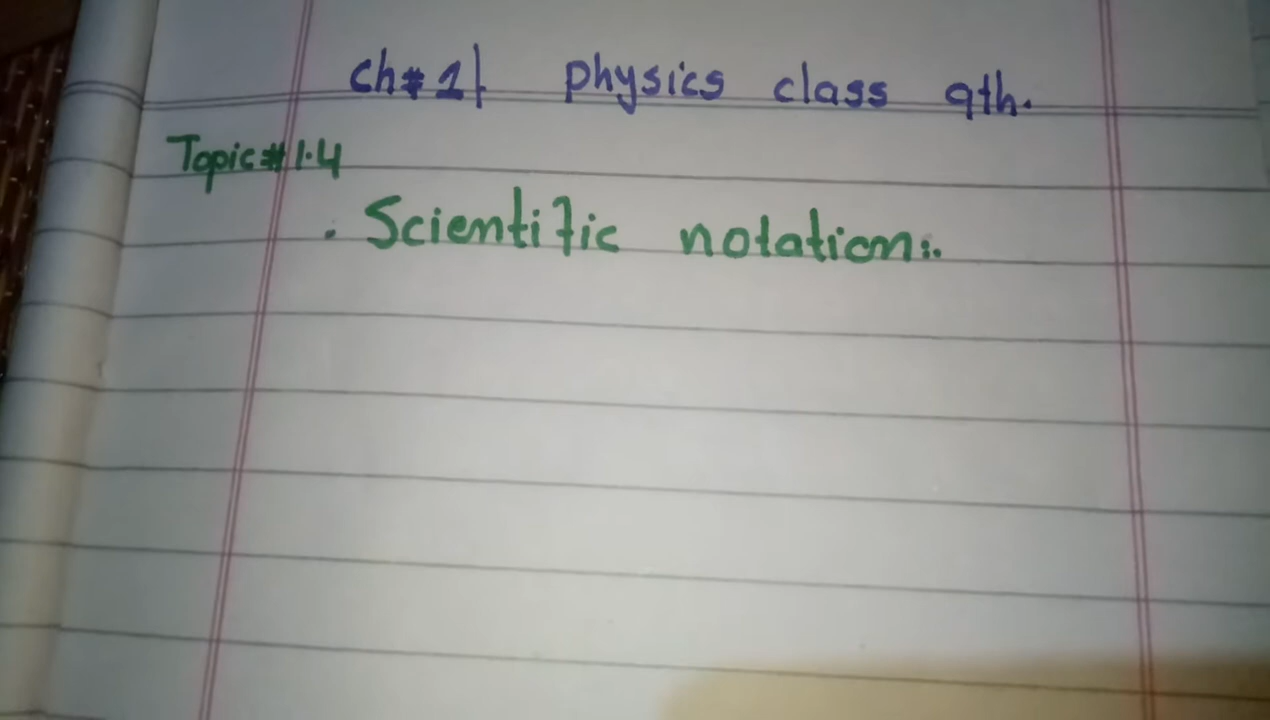 ch#1| physics class 9th.
Topic#1.4
. Scientific notation:.